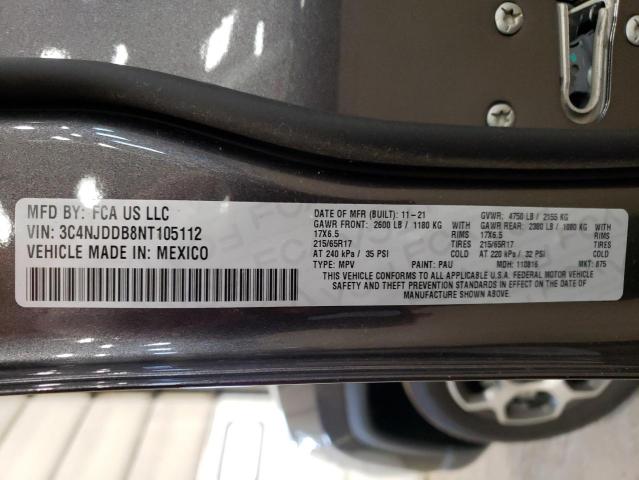 MFD BY: FCA US LLC
VIN: 3C4NJDDB8NT105112
VEHICLE MADE IN: MEXICO
DATE OF MFR (BUILT): 11-21 GVWR: 4750 LB / 2155 KG
GAWR FRONT: 2600 LB / 1180 KG WITH GAWR REAR: 2380 LB / 1080 KG WITH
17X6.5 RIMS 17X6.5 RIMS
215/65R17 TIRES 215/65R17 TIRES
AT 240 kPa / 35 PSI COLD AT 220 kPa / 32 PSI COLD
TYPE: MPV PAINT: PAU MDH: 110816 MKT: 875
THIS VEHICLE CONFORMS TO ALL APPLICABLE U.S.A. FEDERAL MOTOR VEHICLE
SAFETY AND THEFT PREVENTION STANDARDS IN EFFECT ON THE DATE OF
MANUFACTURE SHOWN ABOVE.